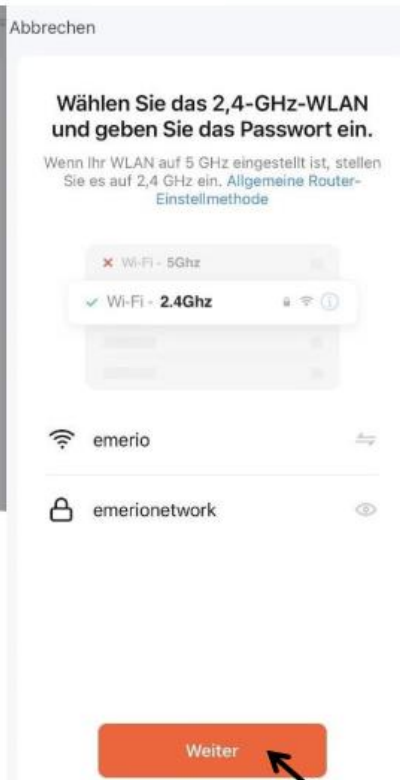 Abbrechen
Wählen Sie das 2,4-GHz-WLAN
und geben Sie das Passwort ein.
Wenn Ihr WLAN auf 5 GHz eingestellt ist, stellen
Sie es auf 2,4 GHz ein. Allgemeine Router-
Einstellmethode
Wi-Fi - 5Ghz
Wi-Fi - 2.4Ghz
emerio
emerionetwork
Weiter